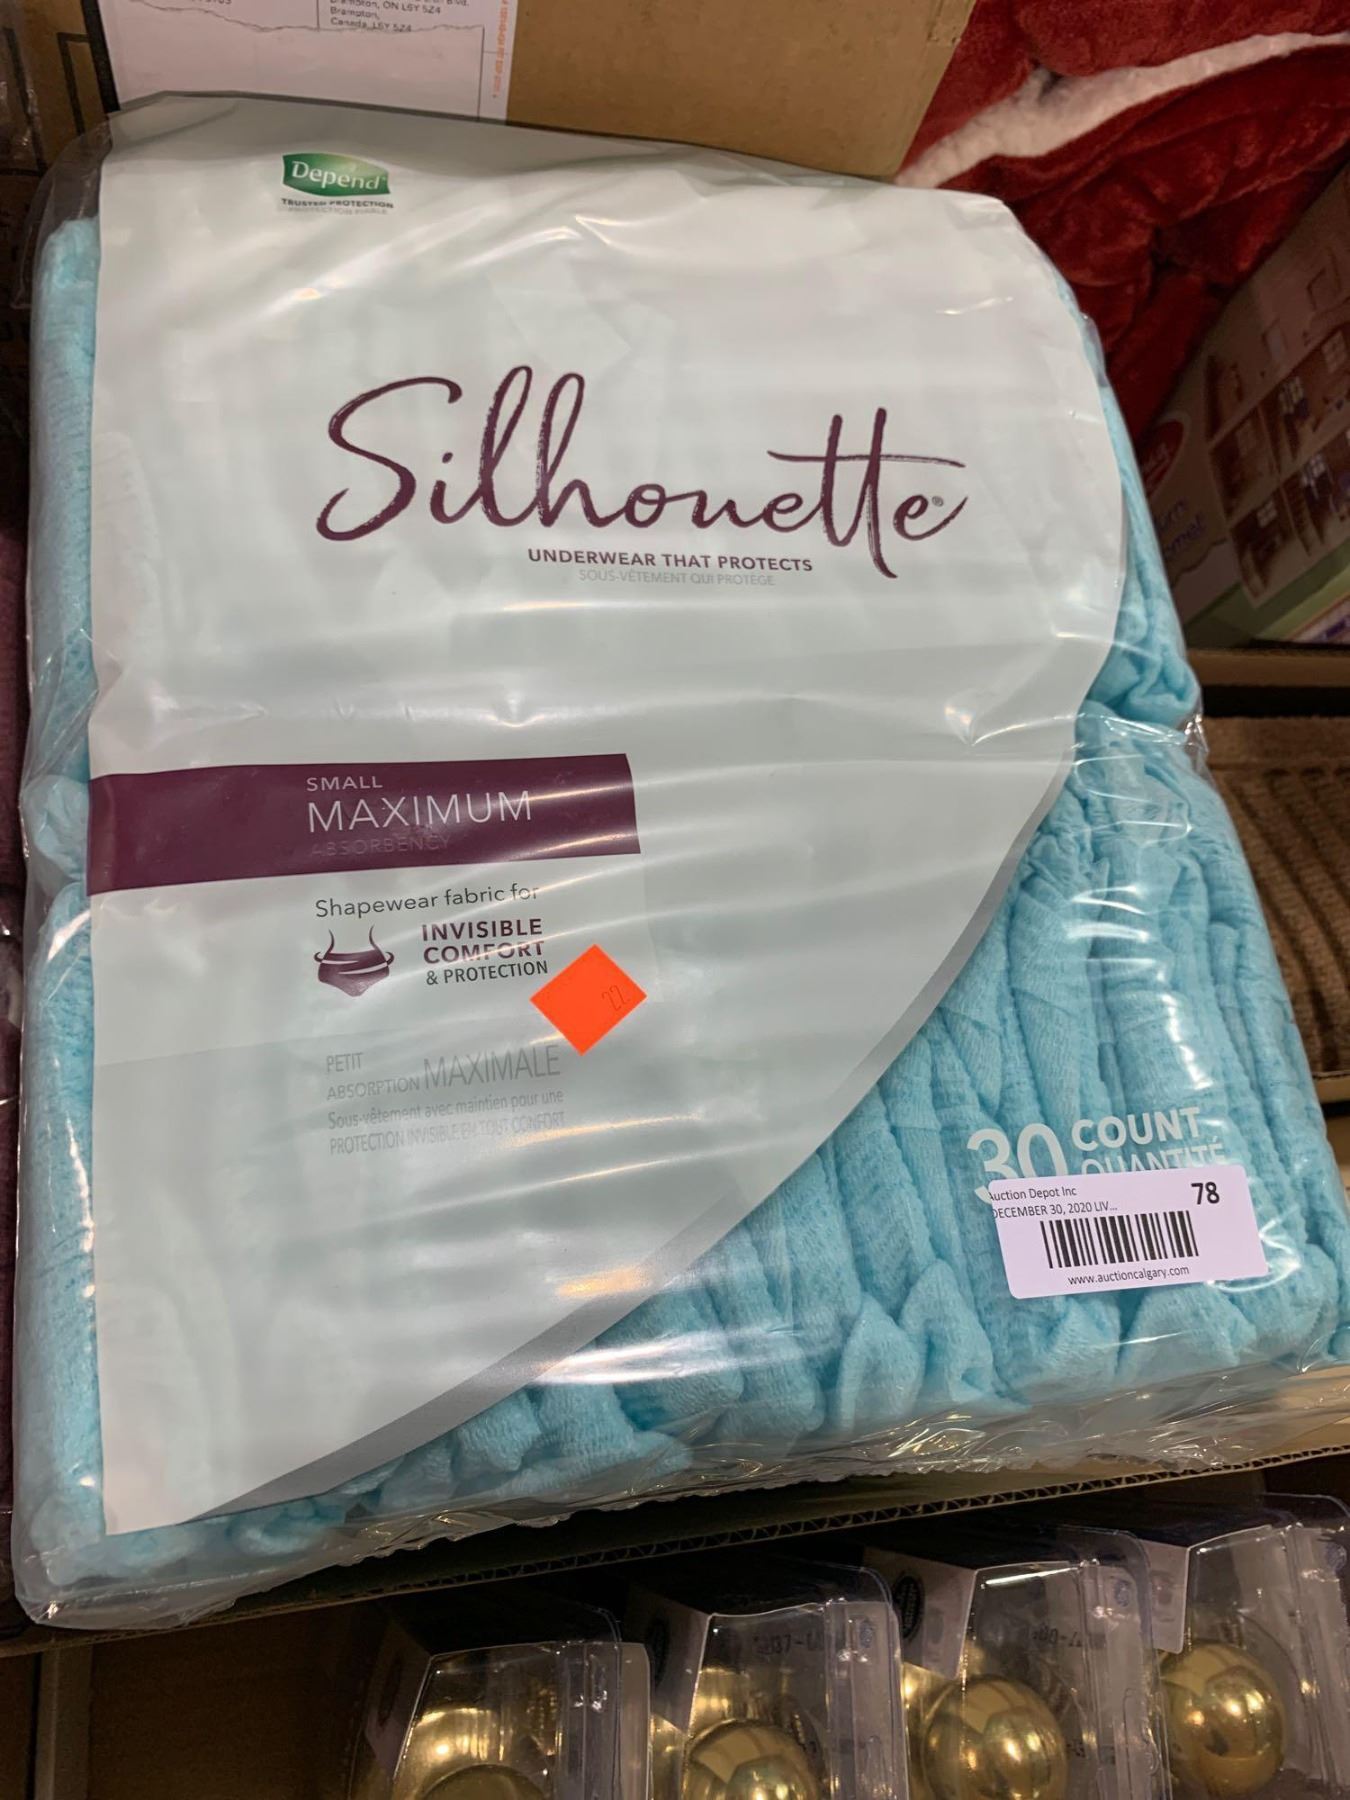 Brampton, ON L6Y 5Z4
Brampton,
Canada, L6Y 5Z4
Depend
TRUSTED PROTECTION
PROTECTION FIABLE
Silhouette®
UNDERWEAR THAT PROTECTS
SOUS-VÊTEMENT QUI PROTÈGE
SMALL
MAXIMUM
ABSORBENCY
Shapewear fabric for
INVISIBLE
COMFORT
& PROTECTION
22
PETIT
ABSORPTION MAXIMALE
Sous-vêtement avec maintien pour une
PROTECTION INVISIBLE EN TOUT CONFORT
30 COUNT
QUANTITÉ
Auction Depot Inc
78
DECEMBER 30, 2020 LIV...
www.auctioncalgary.com